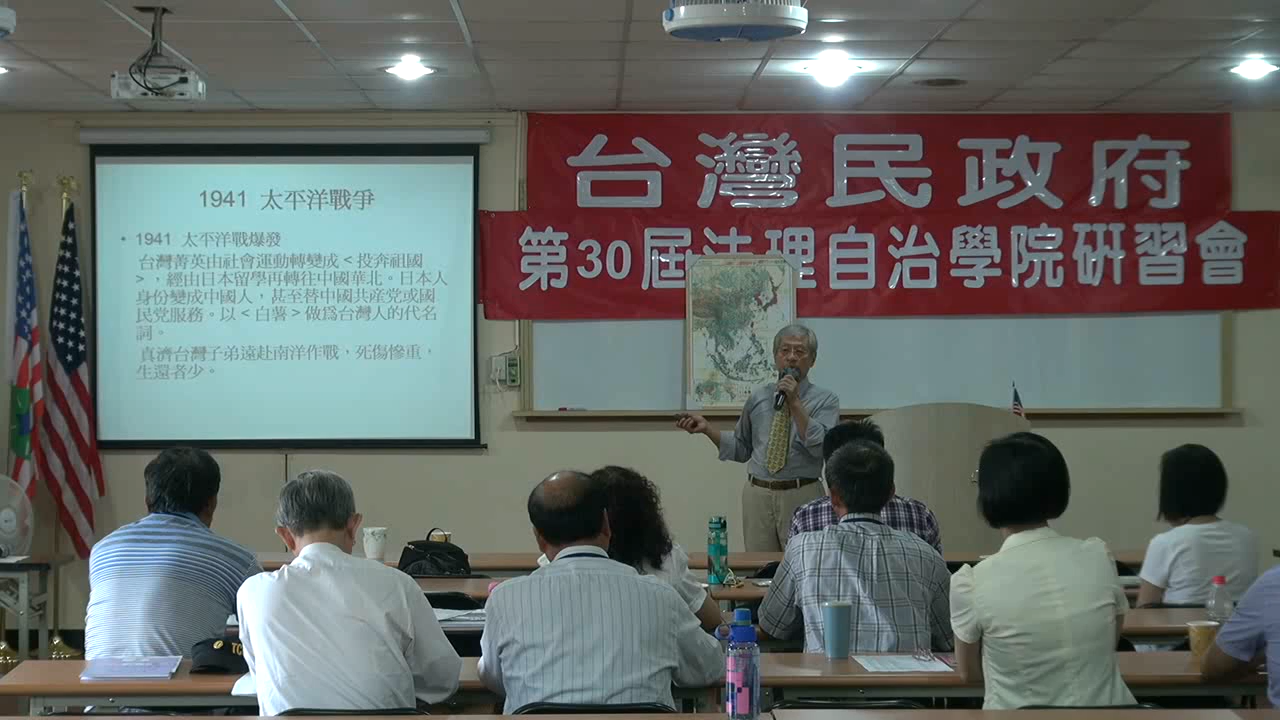 台灣民政府
第30屆法理自治學院研習會
1941 太平洋戰爭
• 1941 太平洋戰爆發
台灣菁英由社會運動轉變成<投奔祖國
>，經由日本留學再轉往中國華北。日本人
身份變成中國人，甚至替中國共産党或國
民党服務。以<白薯>做爲台灣人的代名
詞。
真濟台灣子弟遠赴南洋作戰，死傷慘重，
生還者少。